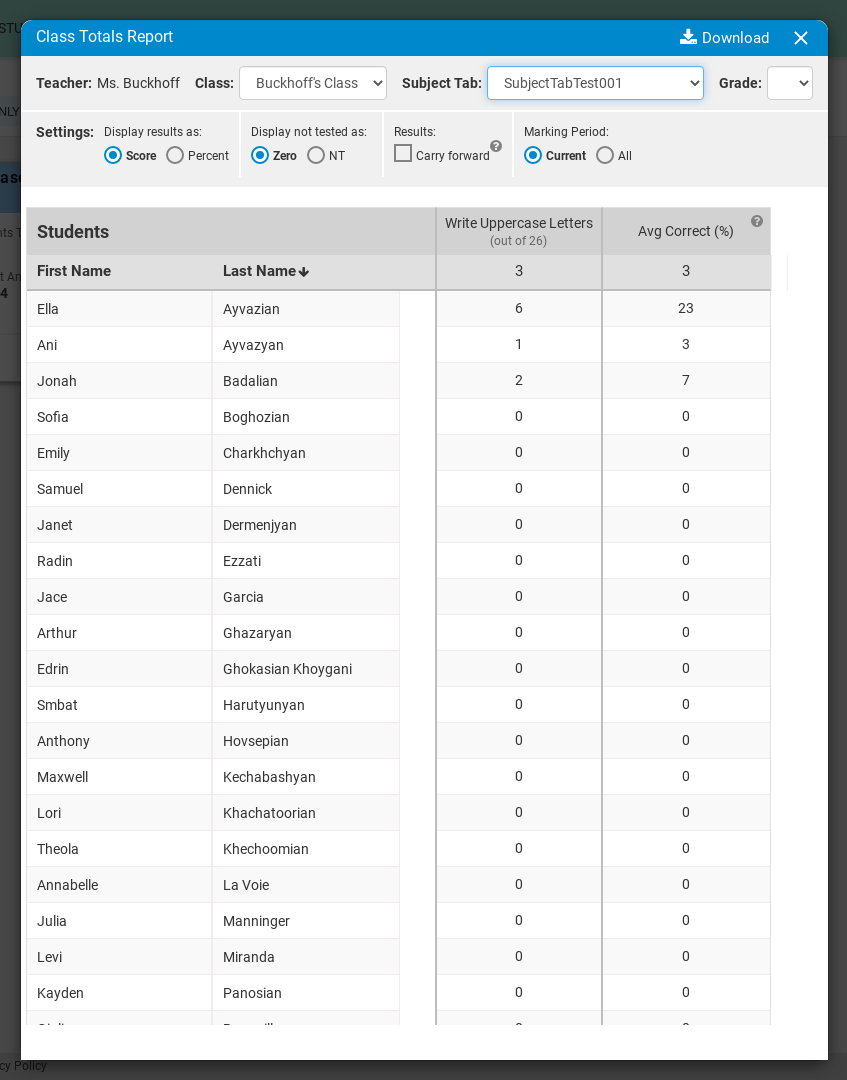 Class Totals Report Download
Teacher: Ms. Buckhoff Class: Buckhoff's Class Subject Tab: SubjectTabTest001 Grade:
Settings: Display results as: Display not tested as: Results: Marking Period:
Score Percent Zero NT Carry forward ? Current All
Students Write Uppercase Letters (out of 26) Avg Correct (%) ?
First Name Last Name 3 3
Ella Ayvazian 6 23
Ani Ayvazyan 1 3
Jonah Badalian 2 7
Sofia Boghozian 0 0
Emily Charkhchyan 0 0
Samuel Dennick 0 0
Janet Dermenjyan 0 0
Radin Ezzati 0 0
Jace Garcia 0 0
Arthur Ghazaryan 0 0
Edrin Ghokasian Khoygani 0 0
Smbat Harutyunyan 0 0
Anthony Hovsepian 0 0
Maxwell Kechabashyan 0 0
Lori Khachatoorian 0 0
Theola Khechoomian 0 0
Annabelle La Voie 0 0
Julia Manninger 0 0
Levi Miranda 0 0
Kayden Panosian 0 0
cy Policy